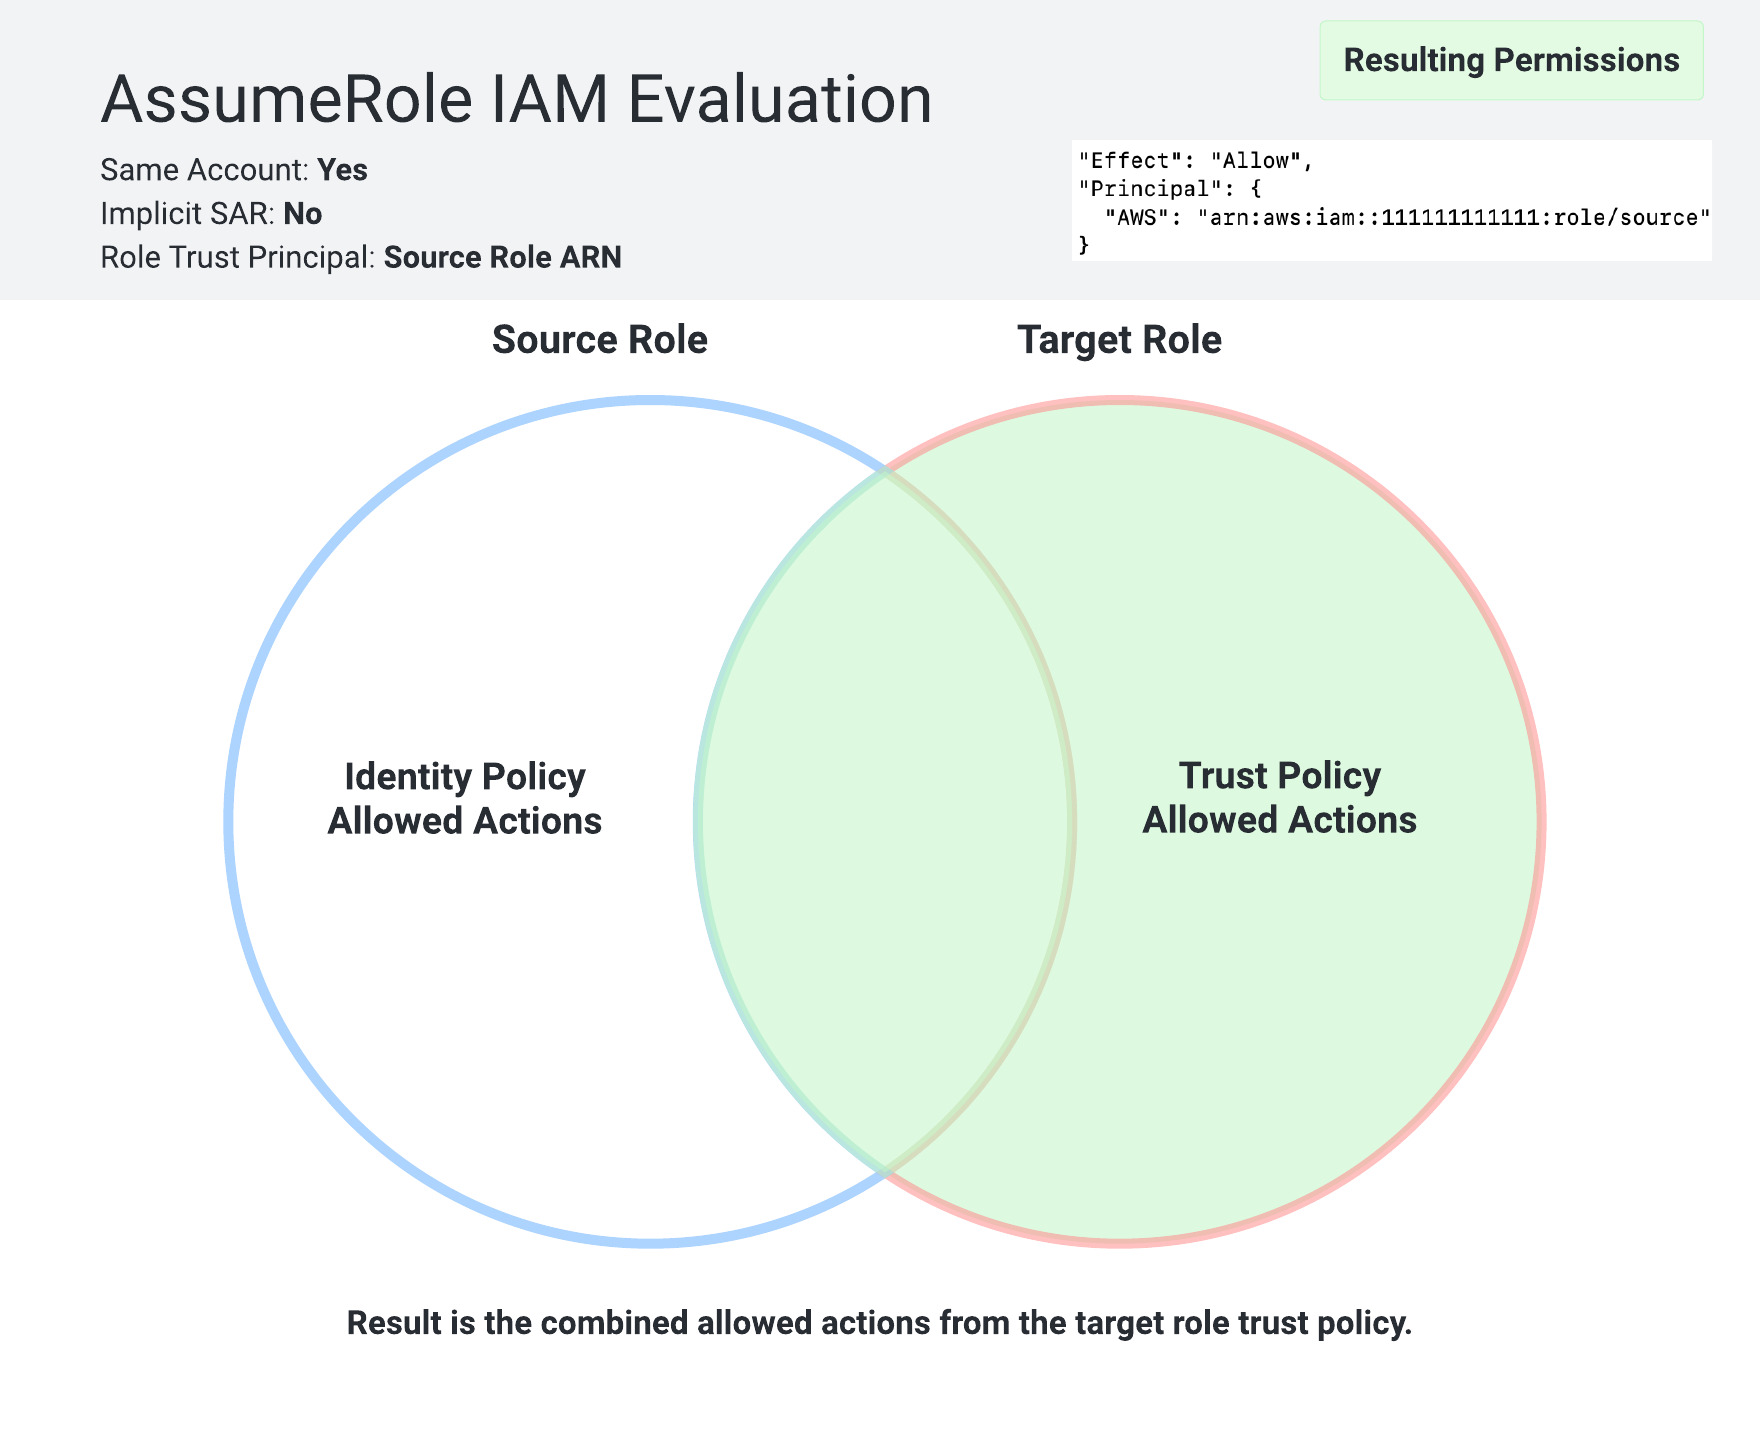 Resulting Permissions
AssumeRole IAM Evaluation
Same Account: Yes
Implicit SAR: No
Role Trust Principal: Source Role ARN
"Effect": "Allow",
"Principal": {
"AWS": "arn:aws:iam::111111111111:role/source"
}
Source Role
Target Role
Identity Policy
Allowed Actions
Trust Policy
Allowed Actions
Result is the combined allowed actions from the target role trust policy.